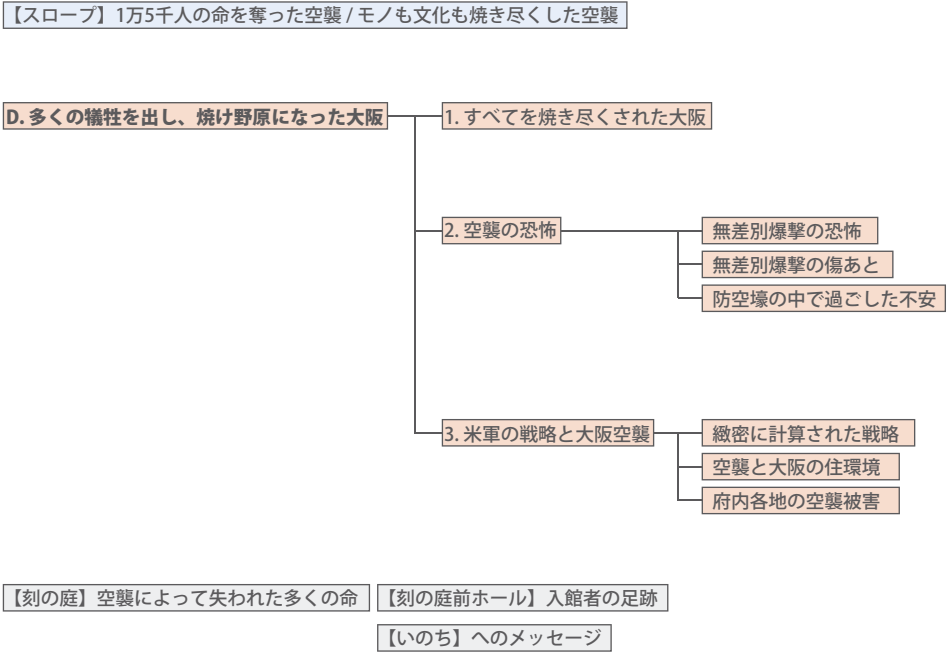 【スロープ】1万5千人の命を奪った空襲 / モノも文化も焼き尽くした空襲
D. 多くの犠牲を出し、焼け野原になった大阪
1. すべてを焼き尽くされた大阪
2. 空襲の恐怖
無差別爆撃の恐怖
無差別爆撃の傷あと
防空壕の中で過ごした不安
3. 米軍の戦略と大阪空襲
緻密に計算された戦略
空襲と大阪の住環境
府内各地の空襲被害
【刻の庭】空襲によって失われた多くの命
【刻の庭前ホール】入館者の足跡
【いのち】へのメッセージ